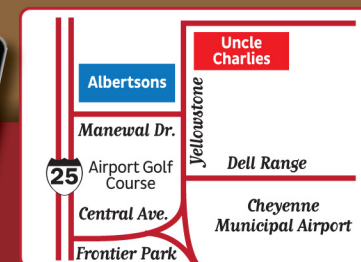 Uncle
Charlies
Albertsons
Yellowstone
Manewal Dr.
Dell Range
25
Airport Golf
Course
Central Ave.
Cheyenne
Municipal Airport
Frontier Park